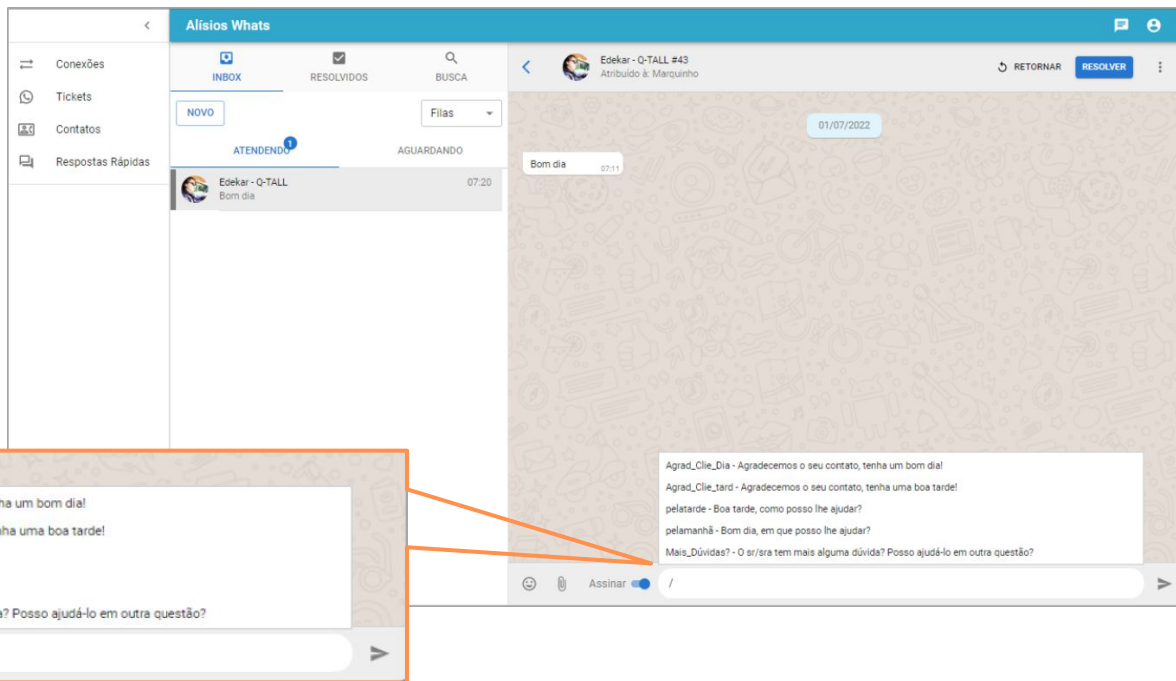 Alísios Whats
Conexões
Tickets
Contatos
Respostas Rápidas
INBOX
RESOLVIDOS
BUSCA
NOVO
Filas
ATENDENDO
1
AGUARDANDO
Edekar - Q-TALL
07:20
Bom dia
Edekar - Q-TALL #43
Atribuído à: Marquinho
RETORNAR
RESOLVER
01/07/2022
Bom dia
07:11
Agrad_Clie_Dia - Agradecemos o seu contato, tenha um bom dia!
Agrad_Clie_tard - Agradecemos o seu contato, tenha uma boa tarde!
pelatarde - Boa tarde, como posso lhe ajudar?
pelamanhã - Bom dia, em que posso lhe ajudar?
Mais_Dúvidas? - O sr/sra tem mais alguma dúvida? Posso ajudá-lo em outra questão?
Assinar
/
um bom dia!
uma boa tarde!
? Posso ajudá-lo em outra questão?